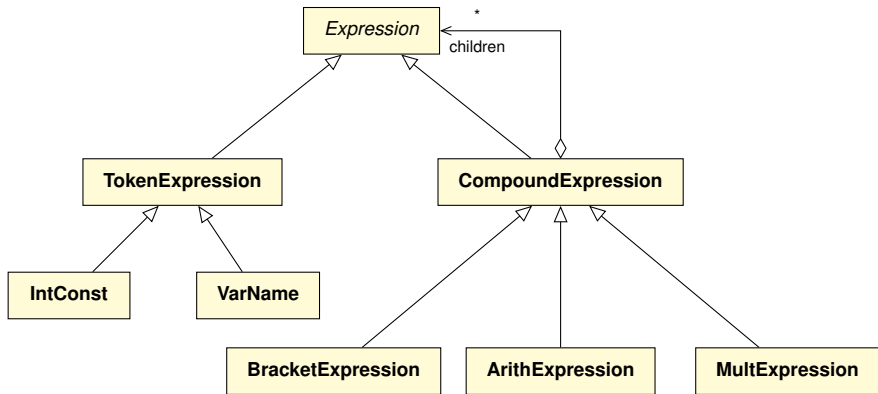 *
Expression
children
TokenExpression
CompoundExpression
IntConst
VarName
BracketExpression
ArithExpression
MultExpression